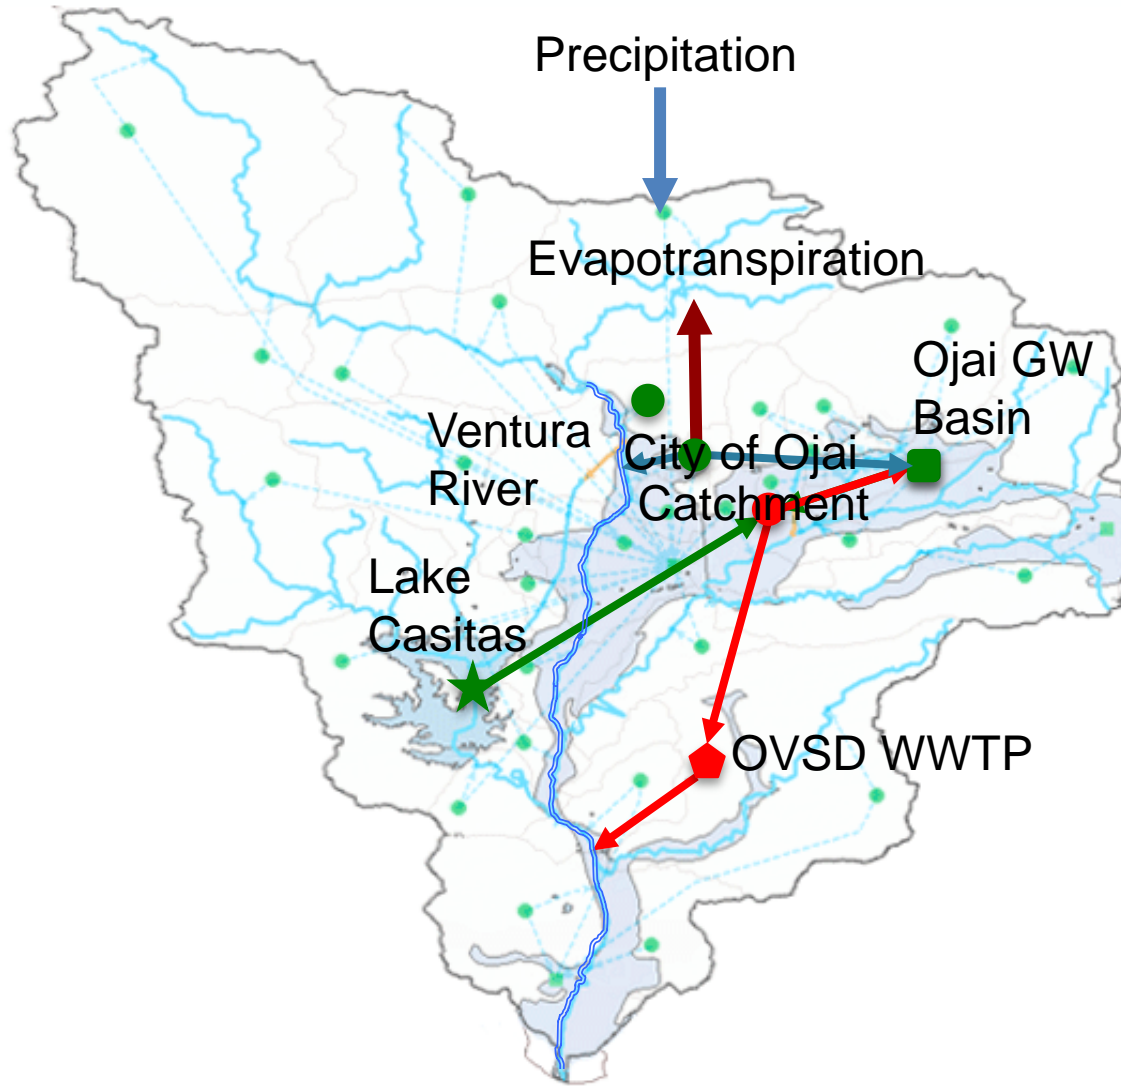 Precipitation
Evapotranspiration
Ojai GW
Basin
Ventura
River
City of Ojai
Catchment
Lake
Casitas
OVSD WWTP